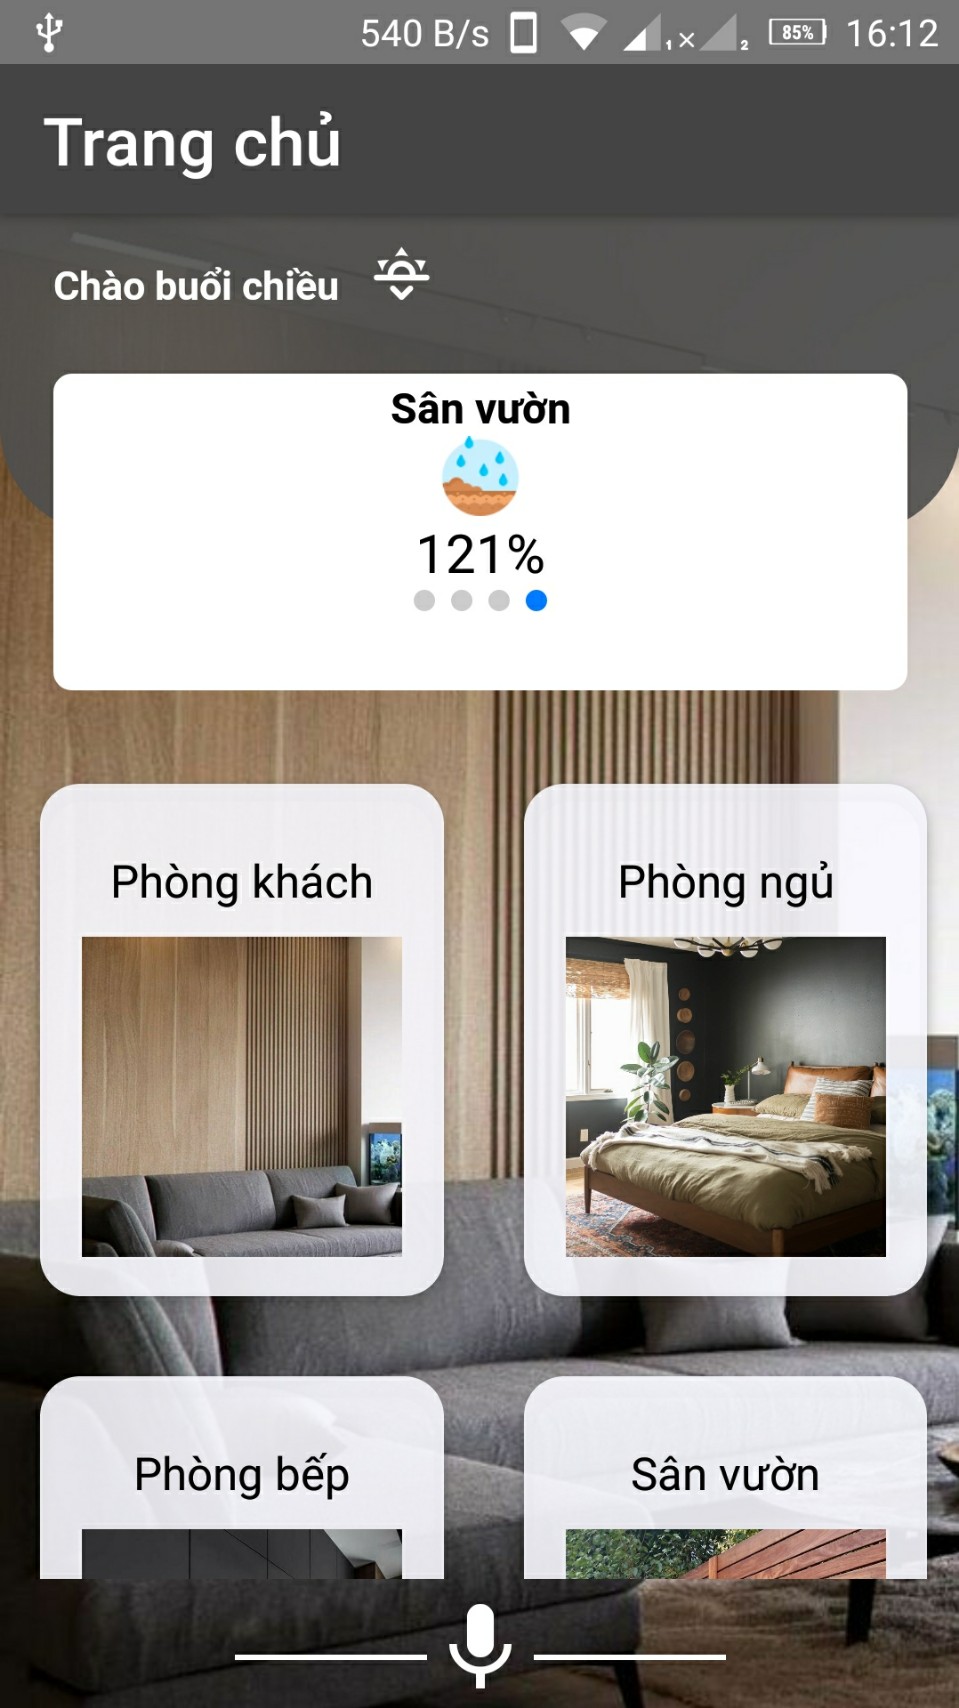 540 B/s 1 × 2 85% 16:12
Trang chủ
Chào buổi chiều
Sân vườn
121%
Phòng khách Phòng ngủ
Phòng bếp Sân vườn